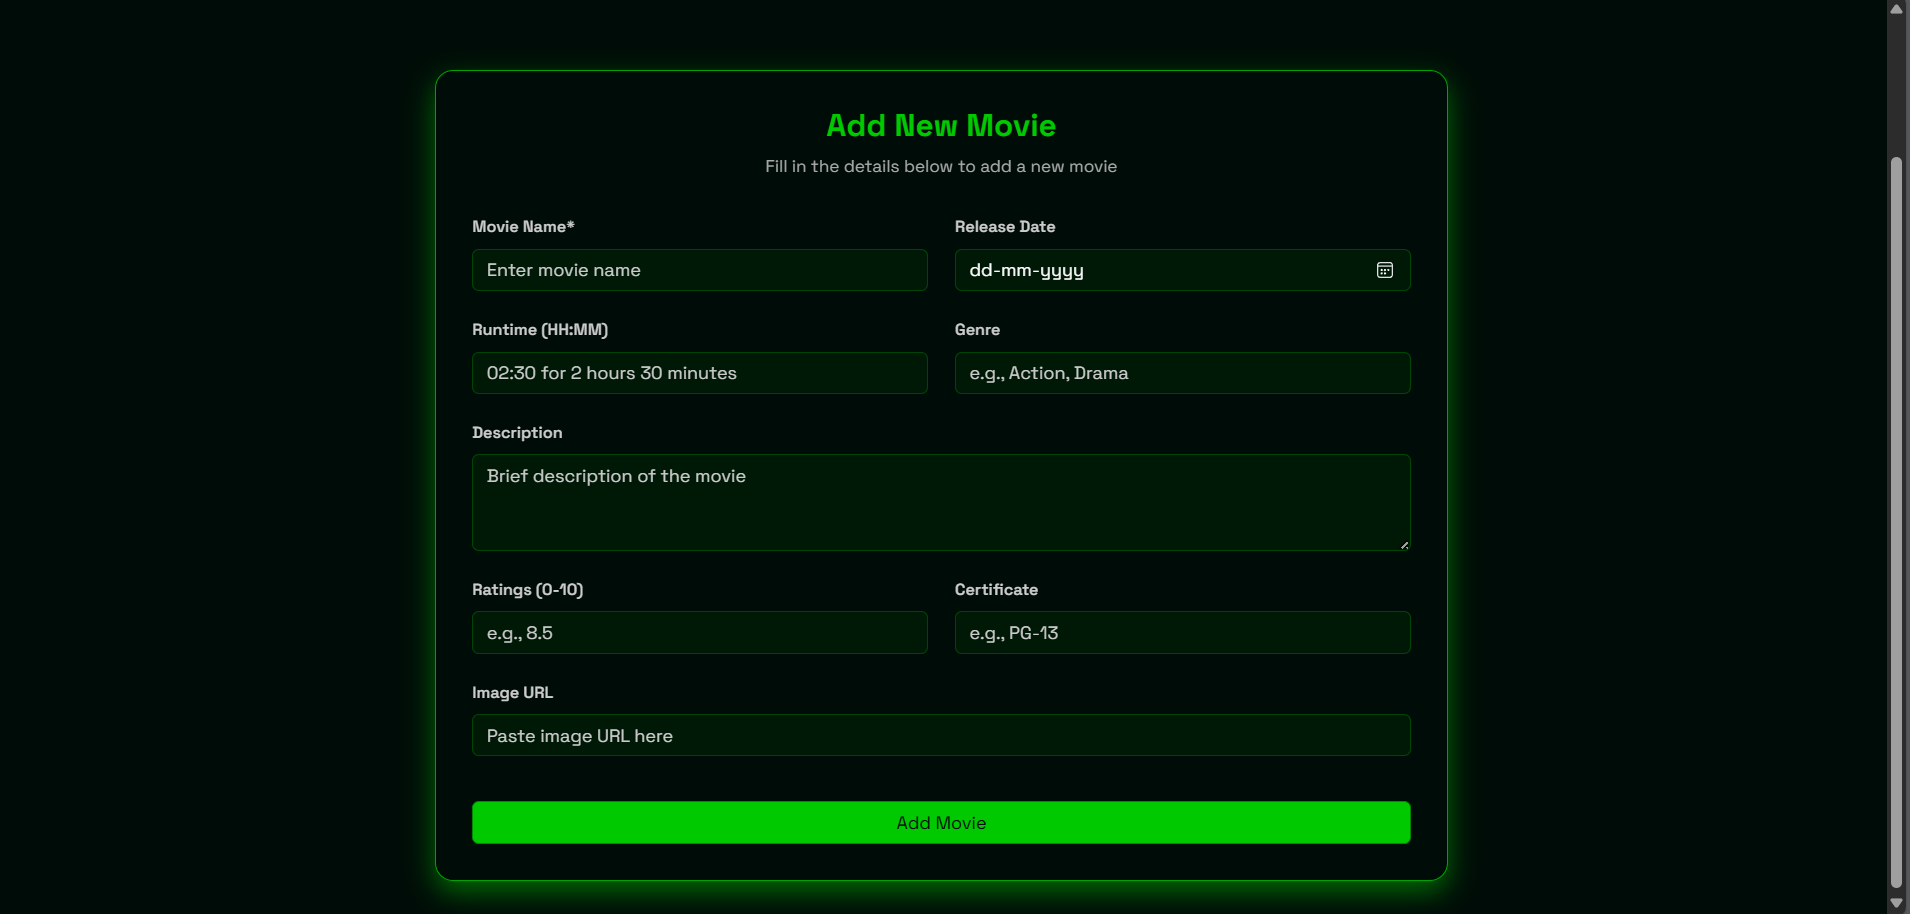 Add New Movie
Fill in the details below to add a new movie
Movie Name*
Release Date
Enter movie name
dd-mm-yyyy
Runtime (HH:MM)
Genre
02:30 for 2 hours 30 minutes
e.g., Action, Drama
Description
Brief description of the movie
Ratings (0-10)
Certificate
e.g., 8.5
e.g., PG-13
Image URL
Paste image URL here
Add Movie